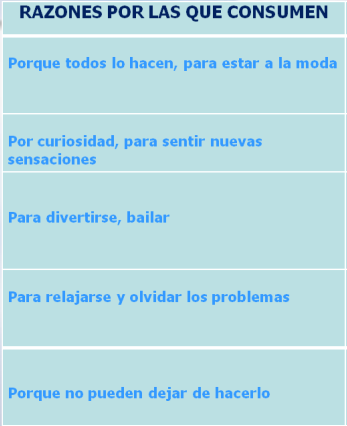 RAZONES POR LAS QUE CONSUMEN
Porque todos lo hacen, para estar a la moda
Por curiosidad, para sentir nuevas
sensaciones
Para divertirse, bailar
Para relajarse y olvidar los problemas
Porque no pueden dejar de hacerlo